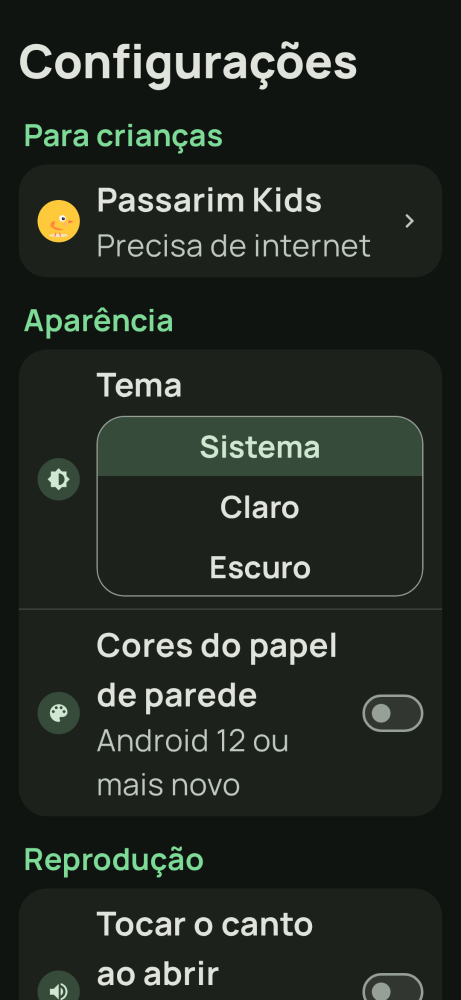 Configurações
Para crianças
Passarim Kids
Precisa de internet
Aparência
Tema
Sistema
Claro
Escuro
Cores do papel
de parede
Android 12 ou
mais novo
Reprodução
Tocar o canto
ao abrir